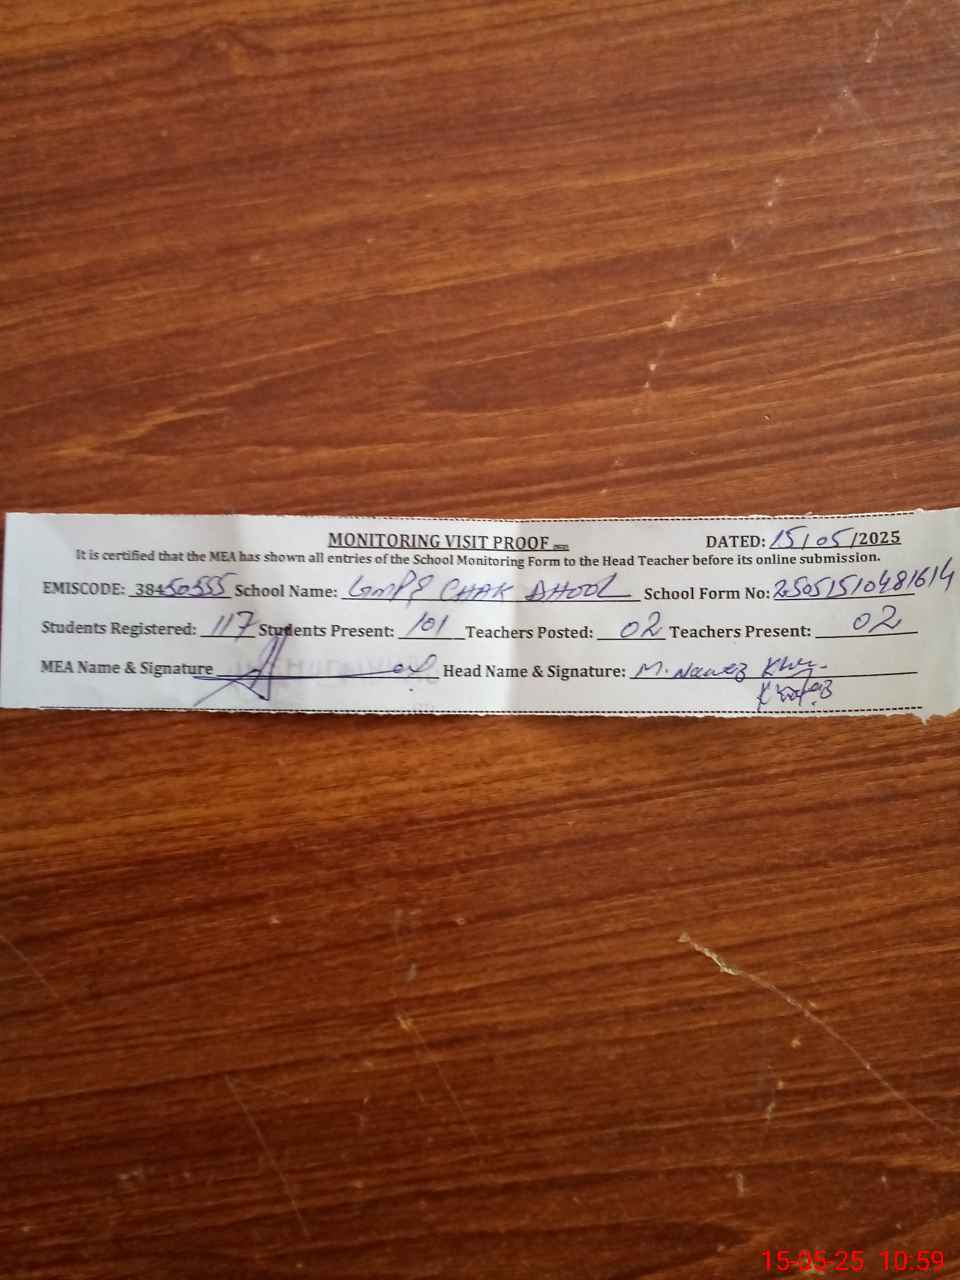 MONITORING VISIT PROOF DATED: 15/05/2025
It is certified that the MEA has shown all entries of the School Monitoring Form to the Head Teacher before its online submission.
EMISCODE: 38450555 School Name: GMPS CHAK DHOOL School Form No: 25051510481614
Students Registered: 117 Students Present: 101 Teachers Posted: 02 Teachers Present: 02
MEA Name & Signature Head Name & Signature: M. Nawaz Khan
15-05-25 10:59